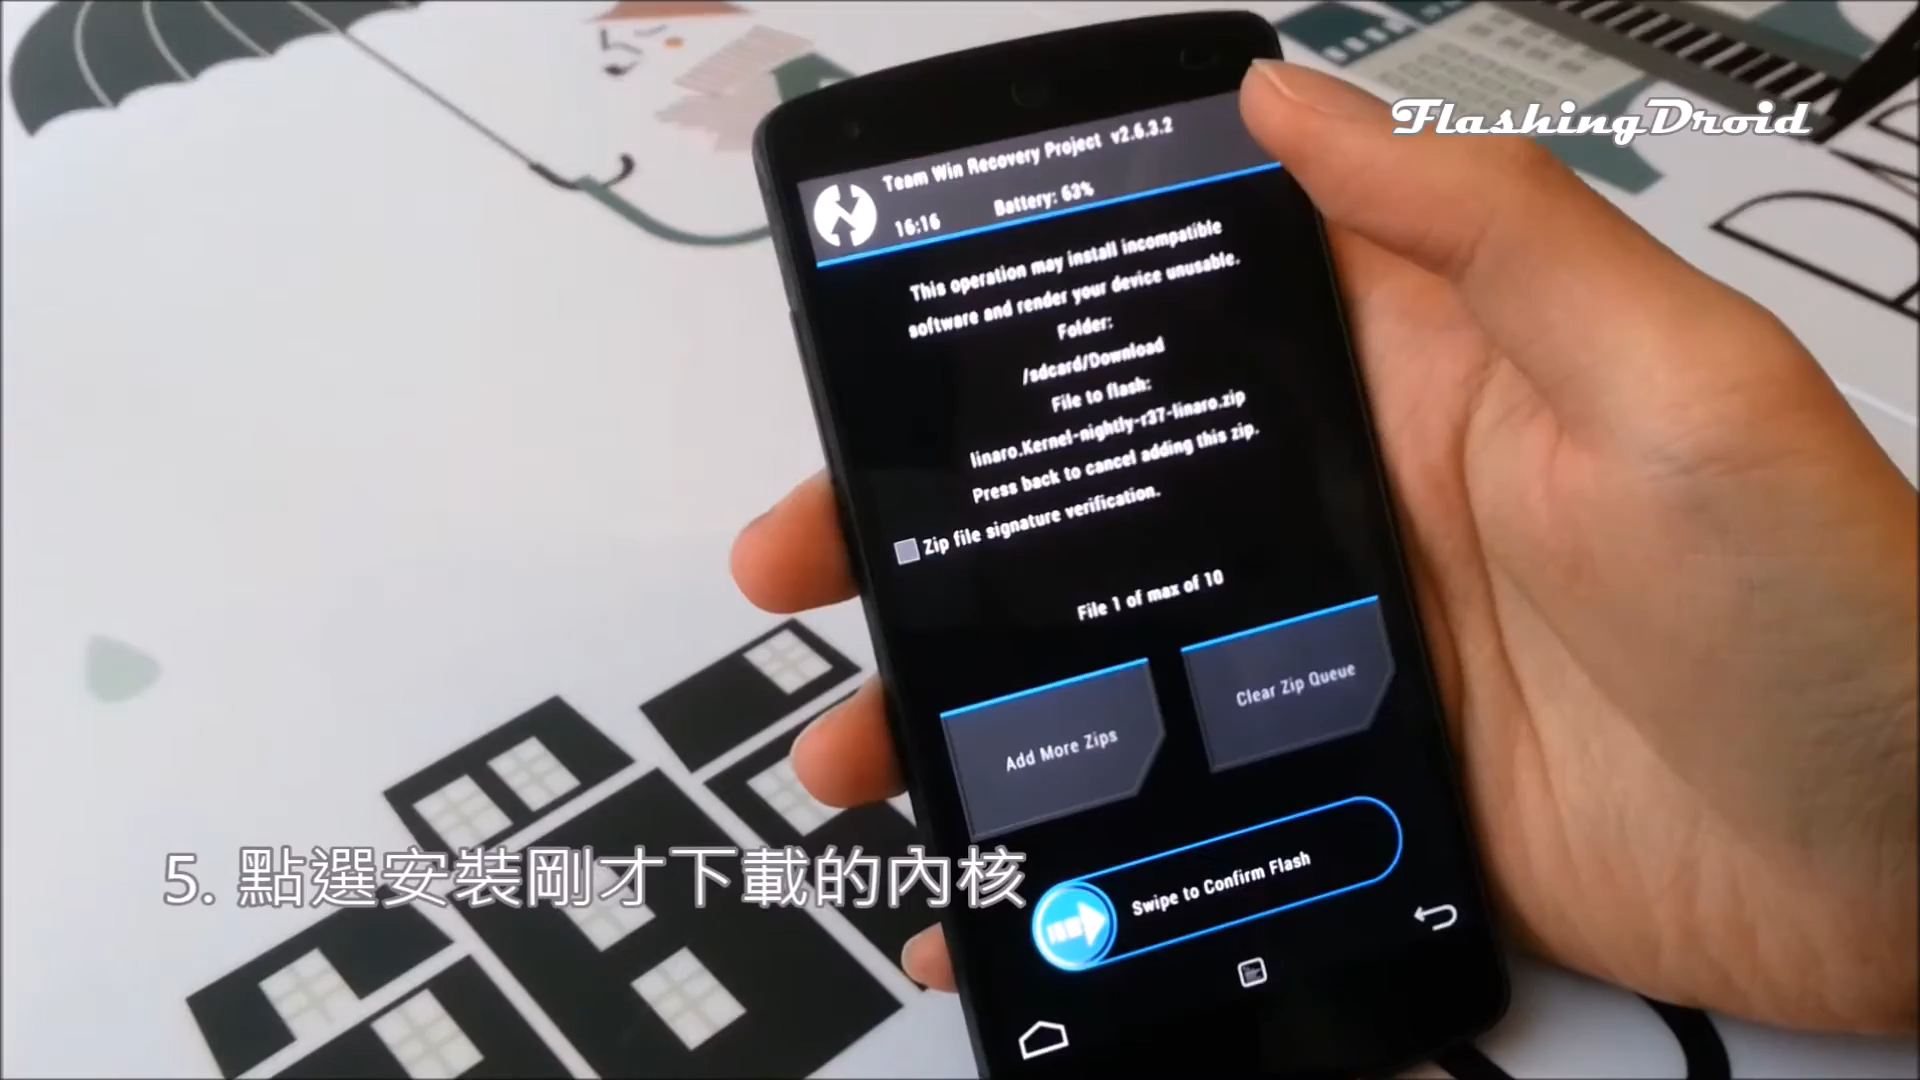 FlashingDroid
Team Win Recovery Project v2.6.3.2
16:16 Battery: 63%
This operation may install incompatible
software and render your device unusable.
Folder:
/sdcard/Download
File to flash:
linaro.Kernel-nightly-r37-linaro.zip
Press back to cancel adding this zip.
Zip file signature verification.
File 1 of max of 10
Clear Zip Queue
Add More Zips
Swipe to Confirm Flash
5. 點選安裝剛才下載的內核